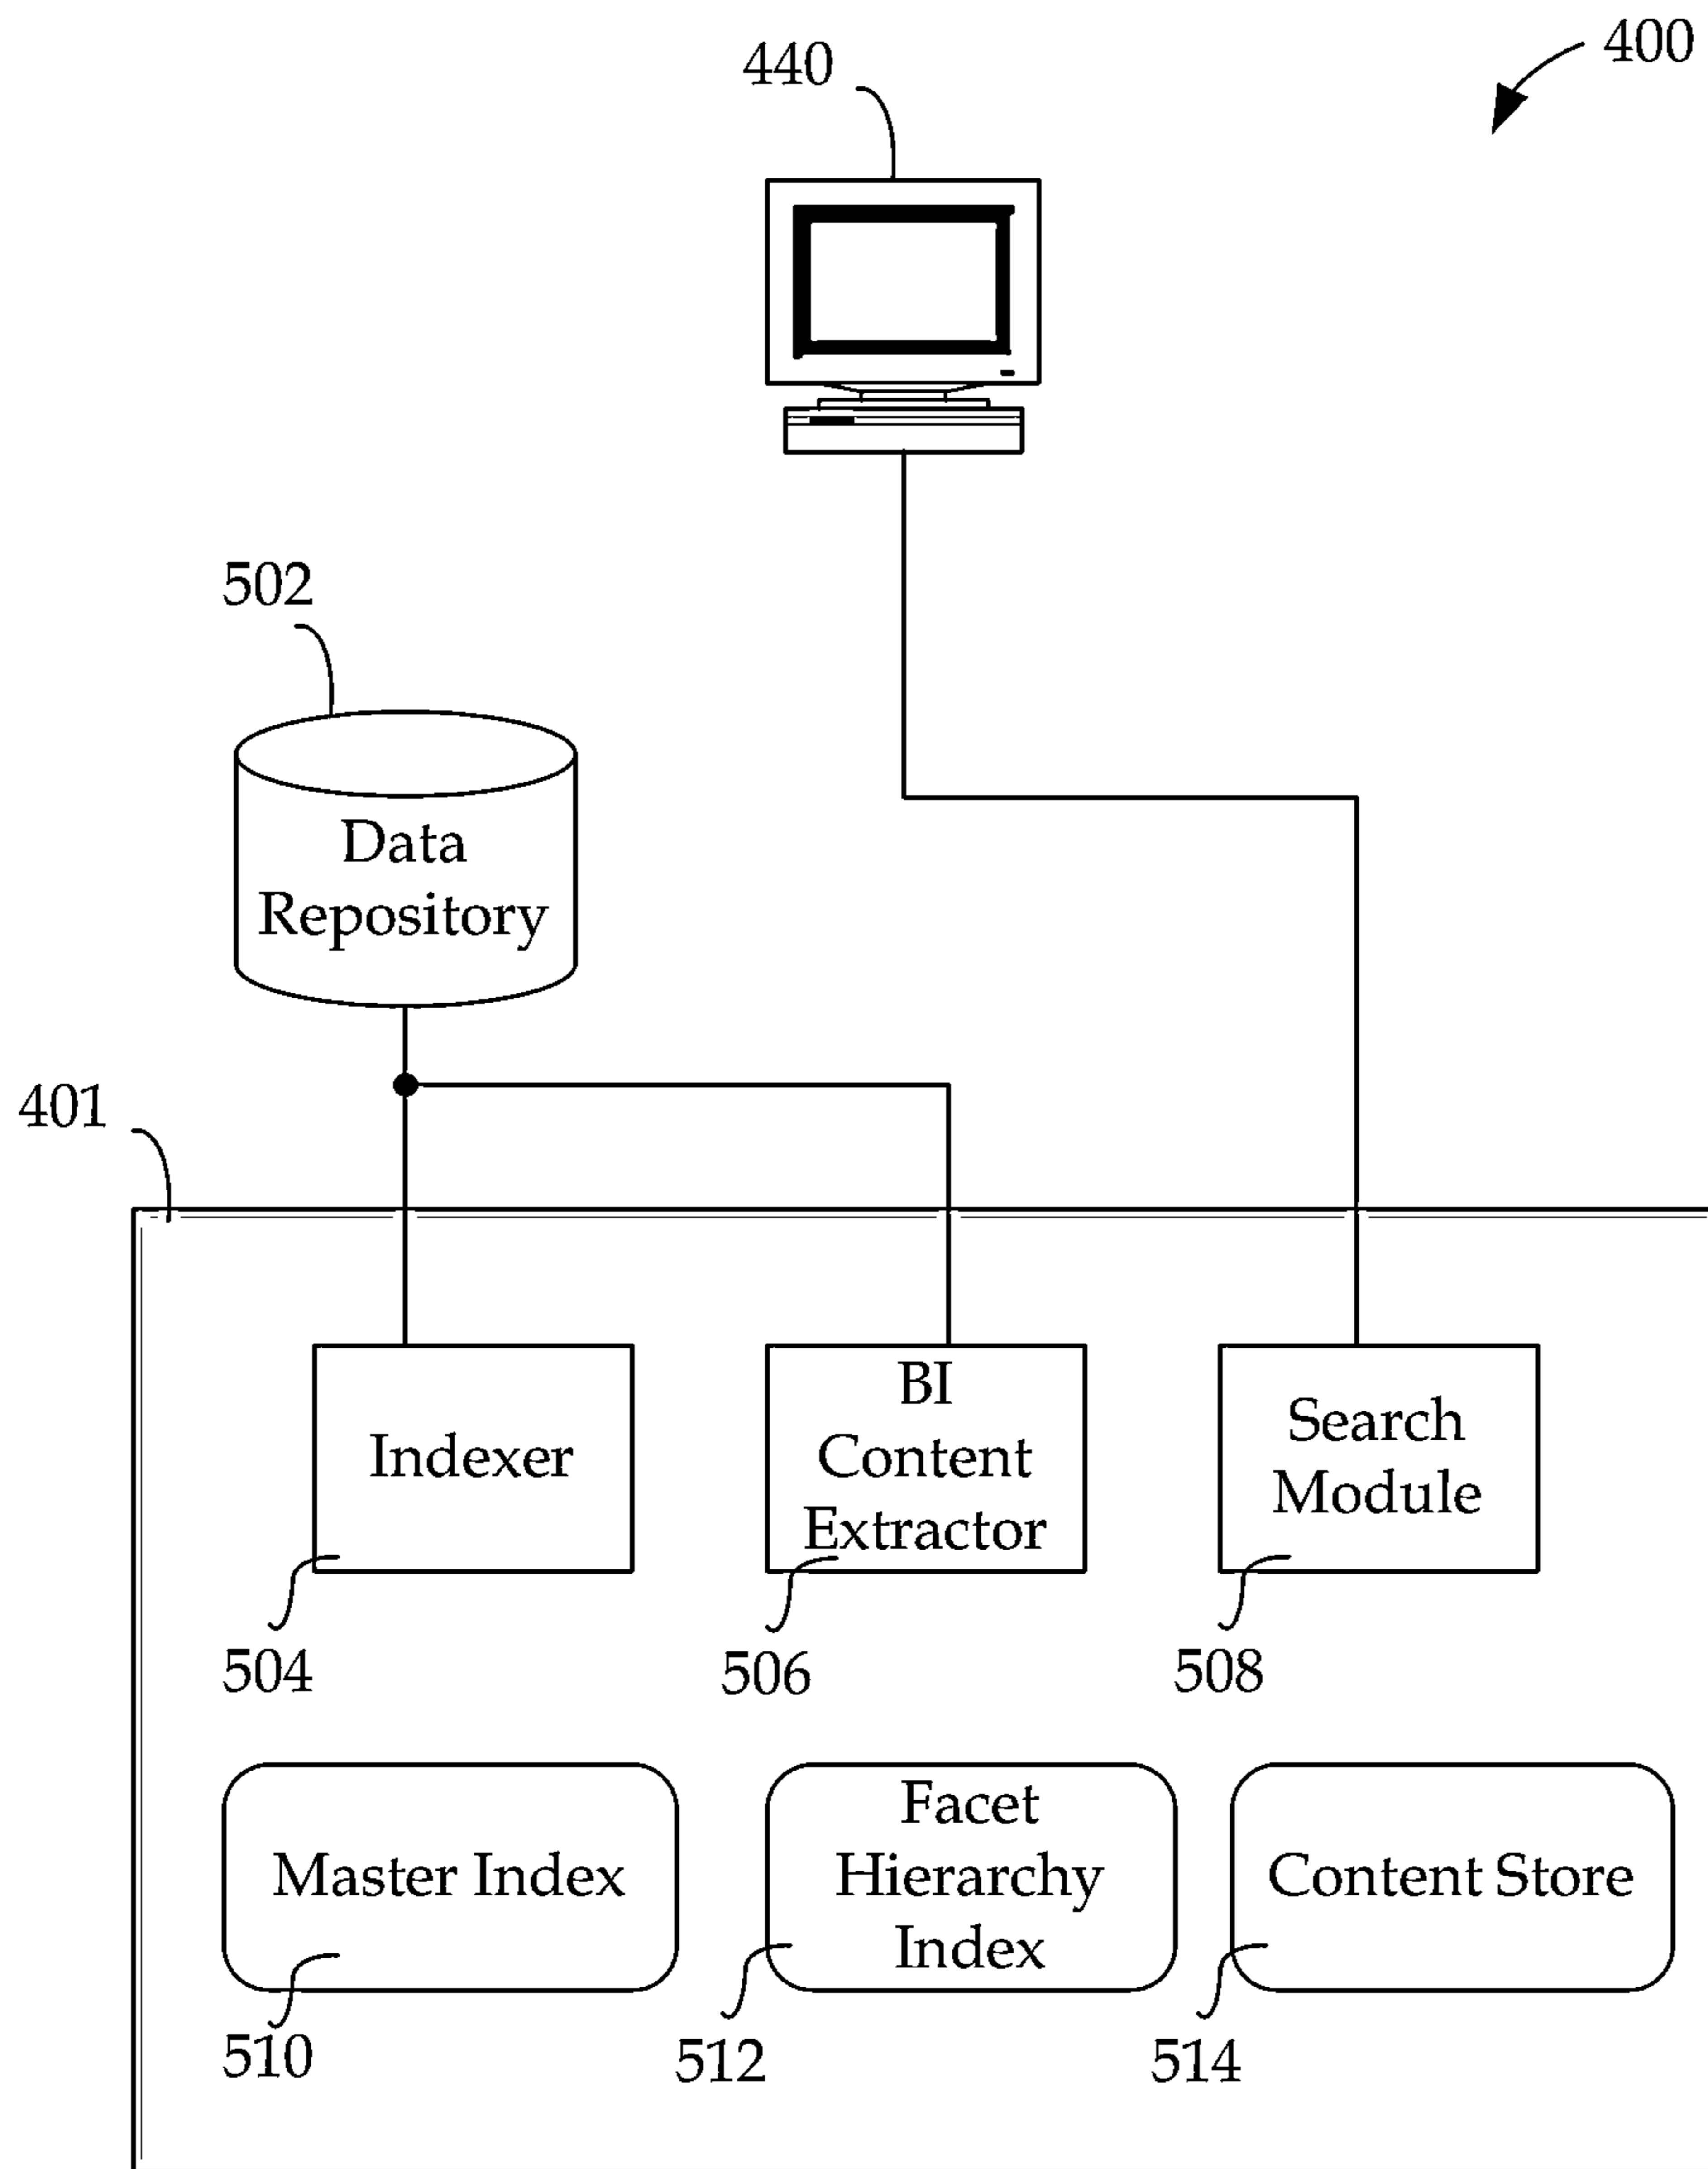 400
440
502
Data
Repository
401
Indexer
BI
Content
Extractor
Search
Module
504
506
508
Master Index
Facet
Hierarchy
Index
Content Store
510
512
514